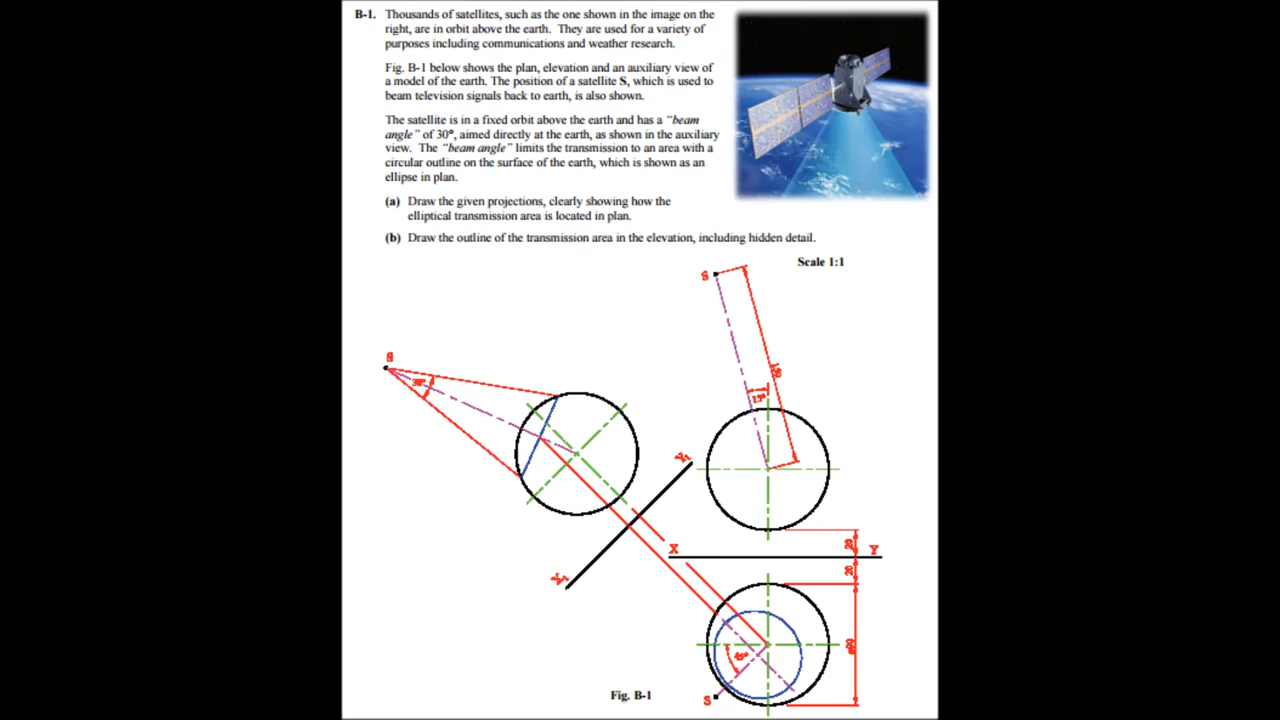 B-1. Thousands of satellites, such as the one shown in the image on the
right, are in orbit above the earth. They are used for a variety of
purposes including communications and weather research.
Fig. B-1 below shows the plan, elevation and an auxiliary view of
a model of the earth. The position of a satellite S, which is used to
beam television signals back to earth, is also shown.
The satellite is in a fixed orbit above the earth and has a "beam
angle" of 30°, aimed directly at the earth, as shown in the auxiliary
view. The "beam angle" limits the transmission to an area with a
circular outline on the surface of the earth, which is shown as an
ellipse in plan.
(a) Draw the given projections, clearly showing how the
elliptical transmission area is located in plan.
(b) Draw the outline of the transmission area in the elevation, including hidden detail.
Scale 1:1
S
S
30°
15°
X₁
20
X
Y
20
45°
S
Fig. B-1